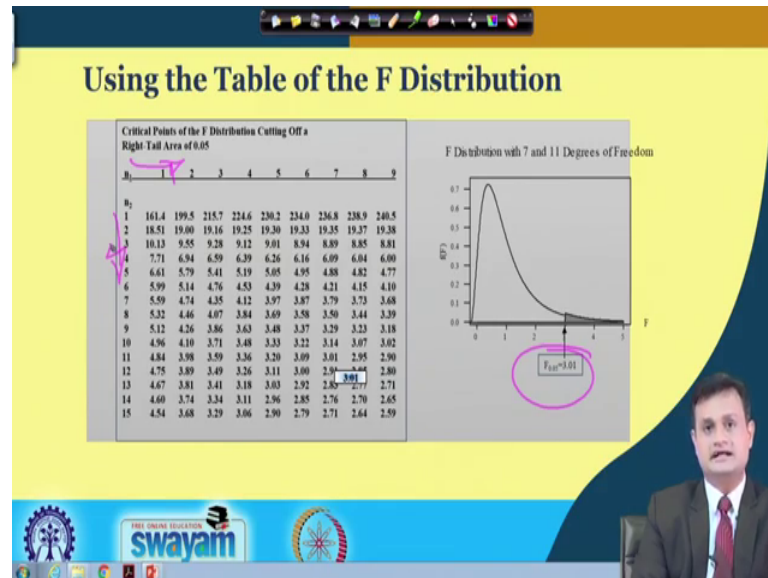 Using the Table of the F Distribution
Critical Points of the F Distribution Cutting Off a
Right-Tail Area of 0.05
n1 1 2 3 4 5 6 7 8 9
n2
1 161.4 199.5 215.7 224.6 230.2 234.0 236.8 238.9 240.5
2 18.51 19.00 19.16 19.25 19.30 19.33 19.35 19.37 19.38
3 10.13 9.55 9.28 9.12 9.01 8.94 8.89 8.85 8.81
4 7.71 6.94 6.59 6.39 6.26 6.16 6.09 6.04 6.00
5 6.61 5.79 5.41 5.19 5.05 4.95 4.88 4.82 4.77
6 5.99 5.14 4.76 4.53 4.39 4.28 4.21 4.15 4.10
7 5.59 4.74 4.35 4.12 3.97 3.87 3.79 3.73 3.68
8 5.32 4.46 4.07 3.84 3.69 3.58 3.50 3.44 3.39
9 5.12 4.26 3.86 3.63 3.48 3.37 3.29 3.23 3.18
10 4.96 4.10 3.71 3.48 3.33 3.22 3.14 3.07 3.02
11 4.84 3.98 3.59 3.36 3.20 3.09 3.01 2.95 2.90
12 4.75 3.89 3.49 3.26 3.11 3.00 2.80
3.01
13 4.67 3.81 3.41 3.18 3.03 2.92 2.71
14 4.60 3.74 3.34 3.11 2.96 2.85 2.76 2.70 2.65
15 4.54 3.68 3.29 3.06 2.90 2.79 2.71 2.64 2.59
F Distribution with 7 and 11 Degrees of Freedom
0.7
0.6
0.5
0.4
0.3
0.2
0.1
0.0
f(F)
0 1 2 3 4 5 F
F0.05=3.01
FREE ONLINE EDUCATION
swayam